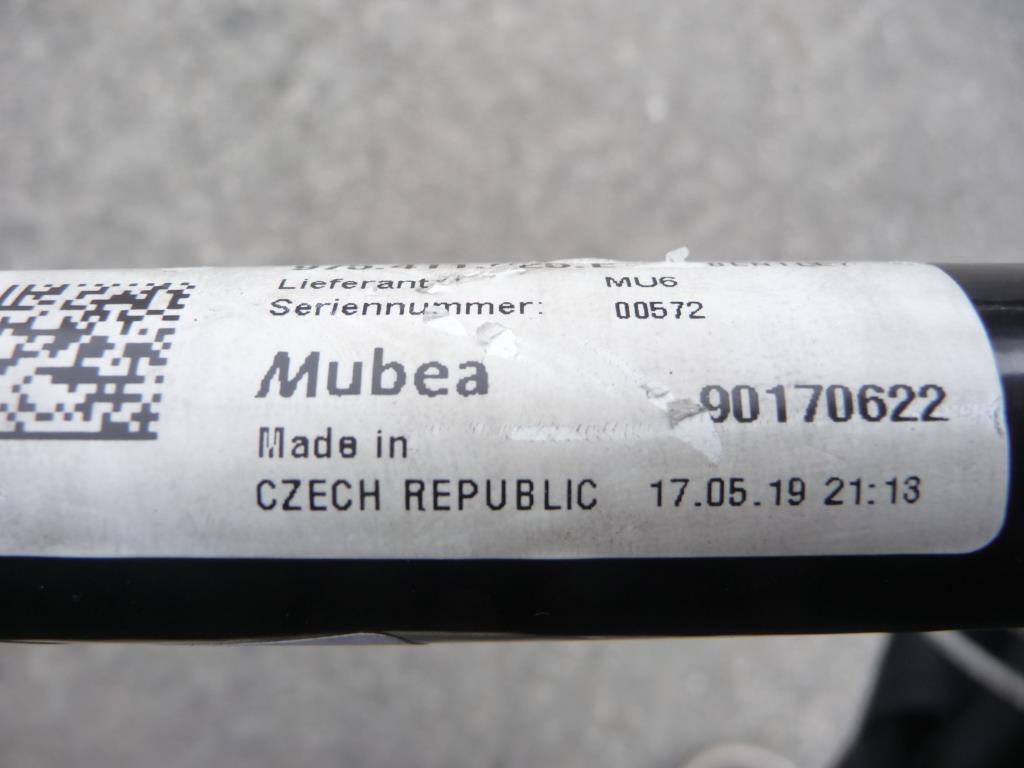 Lieferant MU6
Seriennummer: 00572
Mubea 90170622
Made in
CZECH REPUBLIC 17.05.19 21:13